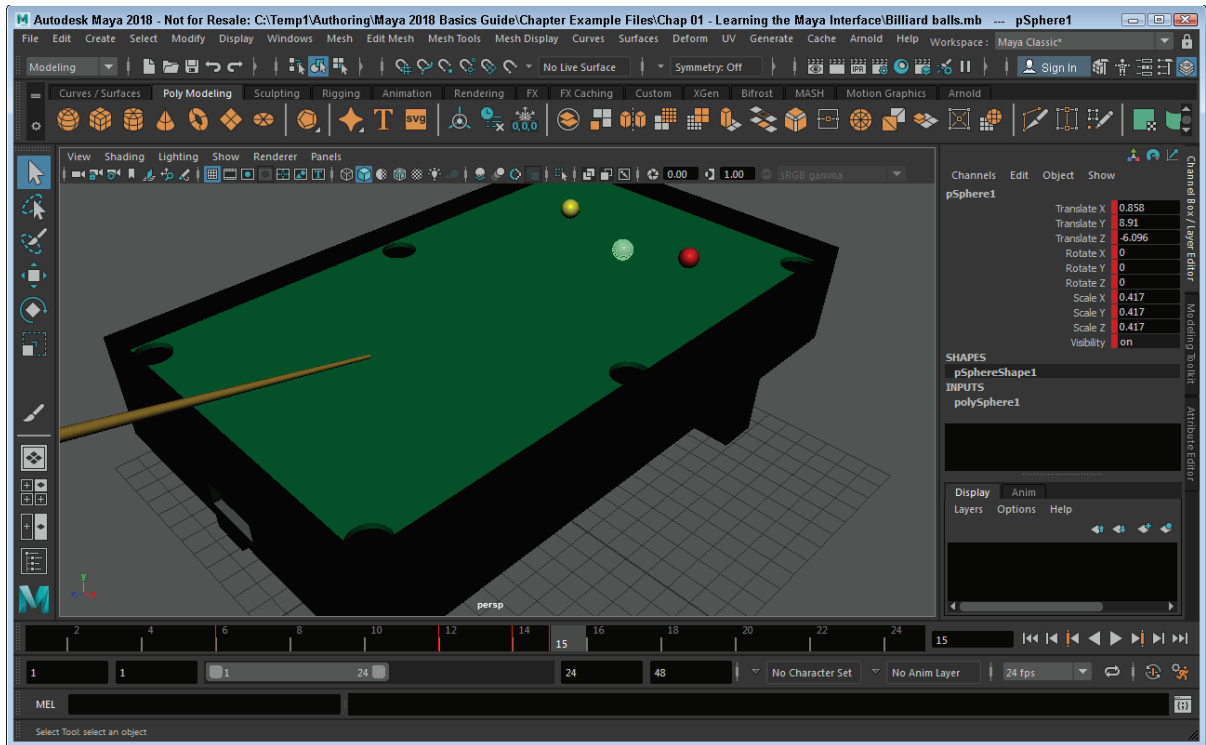 Autodesk Maya 2018 - Not for Resale: C:\Temp1\Authoring\Maya 2018 Basics Guide\Chapter Example Files\Chap 01 - Learning the Maya Interface\Billiard balls.mb --- pSphere1
File Edit Create Select Modify Display Windows Mesh Edit Mesh Mesh Tools Mesh Display Curves Surfaces Deform UV Generate Cache Arnold Help Workspace : Maya Classic*
Modeling No Live Surface Symmetry: Off IPR Sign In
Curves / Surfaces Poly Modeling Sculpting Rigging Animation Rendering FX FX Caching Custom XGen Bifrost MASH Motion Graphics Arnold
T SVG 0,0,0
View Shading Lighting Show Renderer Panels
0.00 1.00 sRGB gamma
Channels Edit Object Show
pSphere1
Translate X 0.858
Translate Y 8.91
Translate Z -6.096
Rotate X 0
Rotate Y 0
Rotate Z 0
Scale X 0.417
Scale Y 0.417
Scale Z 0.417
Visibility on
SHAPES
pSphereShape1
INPUTS
polySphere1
Channel Box / Layer Editor
Modeling Toolkit
Attribute Editor
Display Anim
Layers Options Help
y
x
persp
M
2 4 6 8 10 12 14 15 16 18 20 22 24 15
1 1 1 24 24 48 No Character Set No Anim Layer 24 fps
MEL
Select Tool: select an object